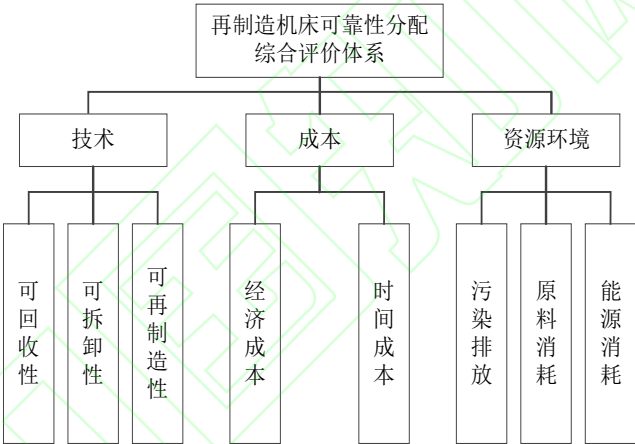 再制造机床可靠性分配
综合评价体系
技术
成本
资源环境
可回收性
可拆卸性
可再制造性
经济成本
时间成本
污染排放
原料消耗
能源消耗